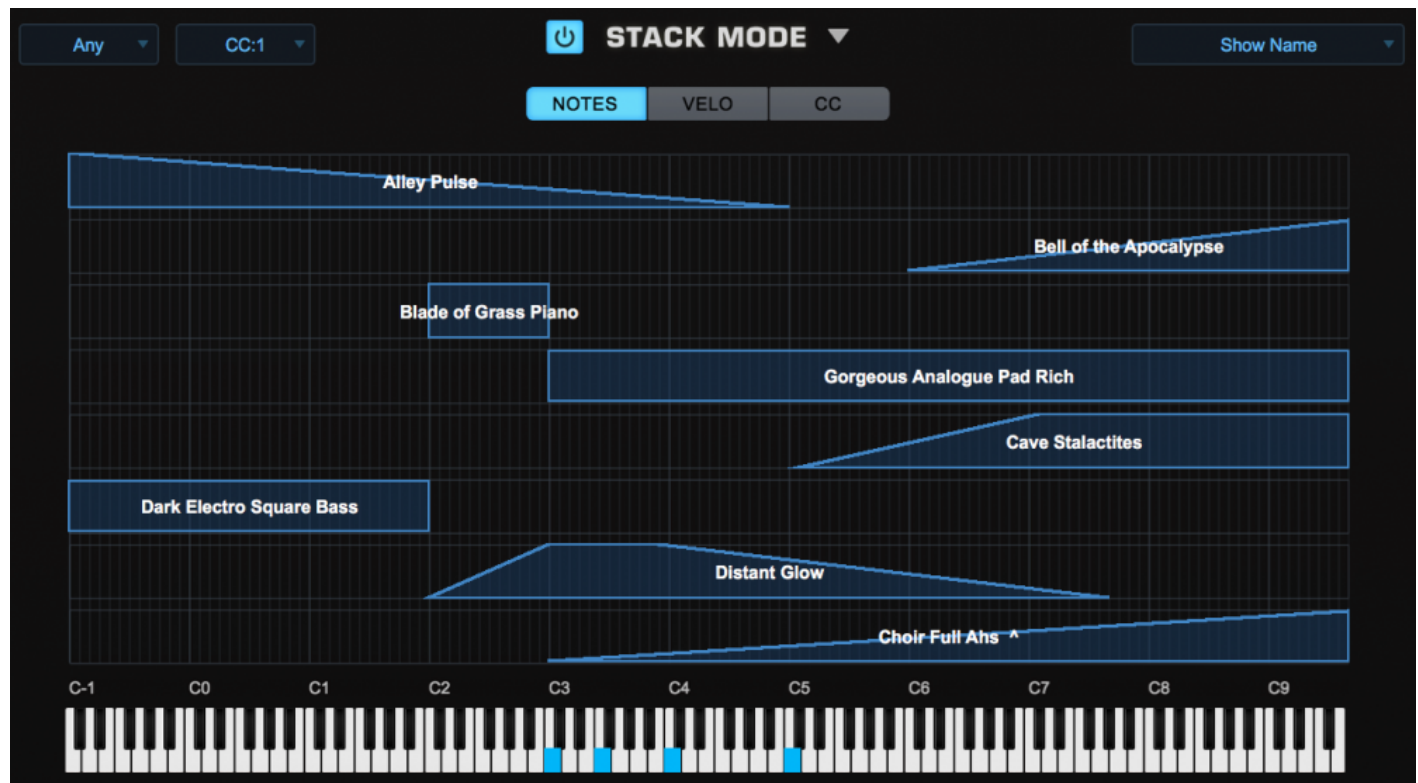 Any
CC:1
STACK MODE
Show Name
NOTES
VELO
CC
Alley Pulse
Bell of the Apocalypse
Blade of Grass Piano
Gorgeous Analogue Pad Rich
Cave Stalactites
Dark Electro Square Bass
Distant Glow
Choir Full Ahs ^
C-1 C0 C1 C2 C3 C4 C5 C6 C7 C8 C9